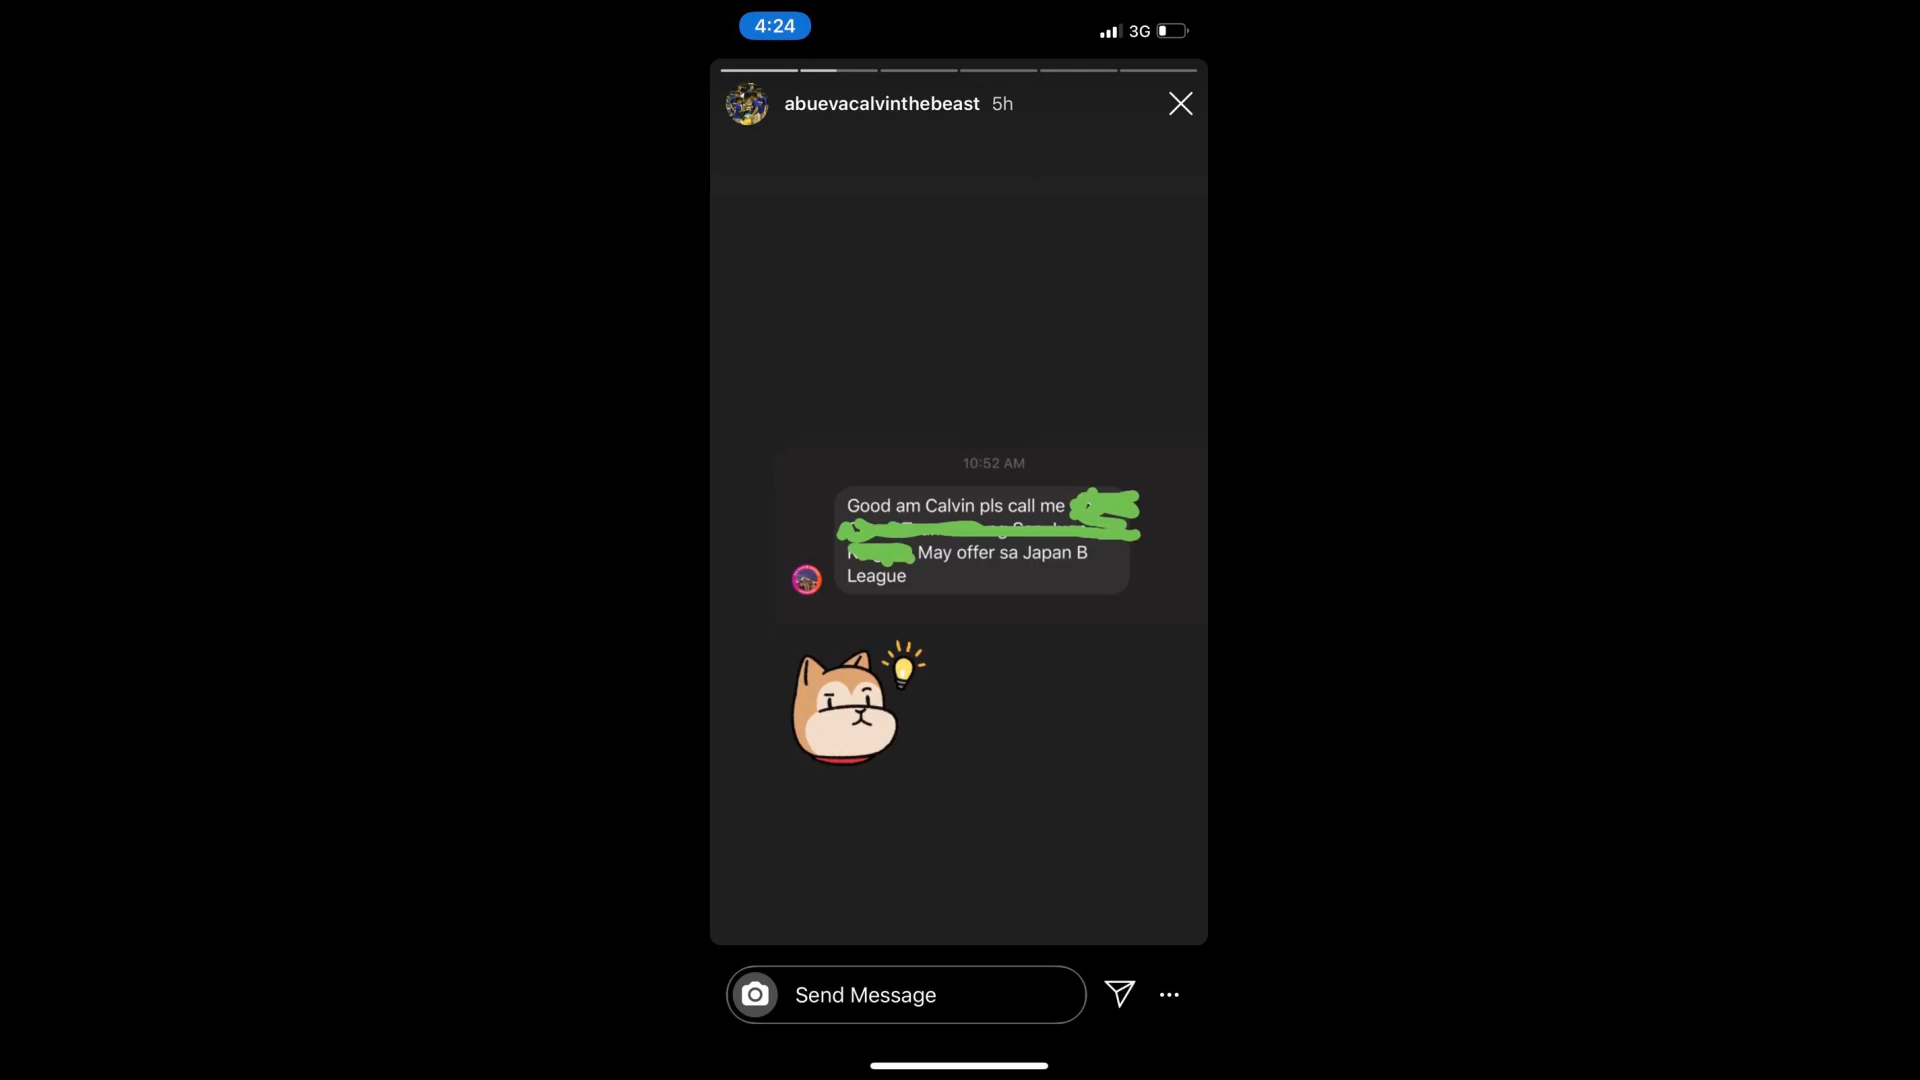 4:24
3G
abuevacalvinthebeast 5h
10:52 AM
Good am Calvin pls call me
May offer sa Japan B
League
Send Message